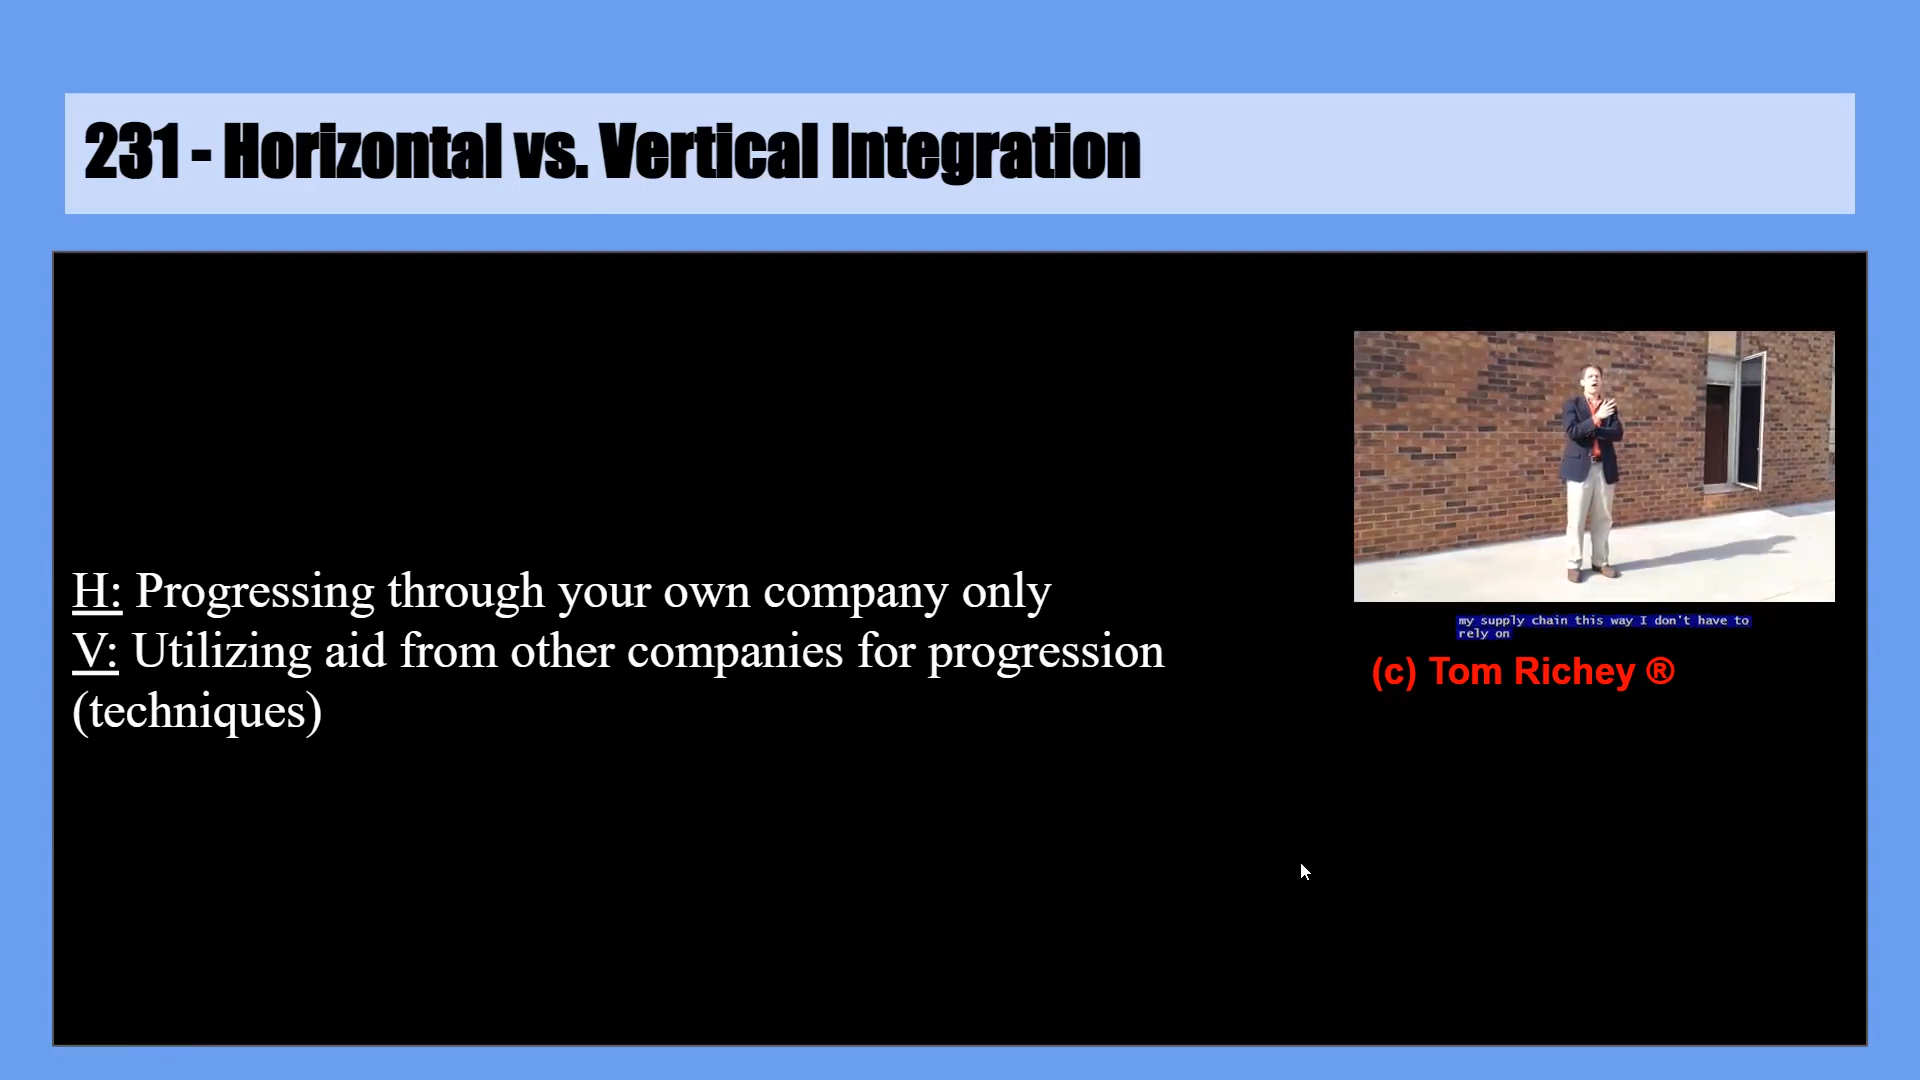 231 - Horizontal vs. Vertical Integration
H: Progressing through your own company only
V: Utilizing aid from other companies for progression
(techniques)
my supply chain this way I don't have to
rely on
(c) Tom Richey ®